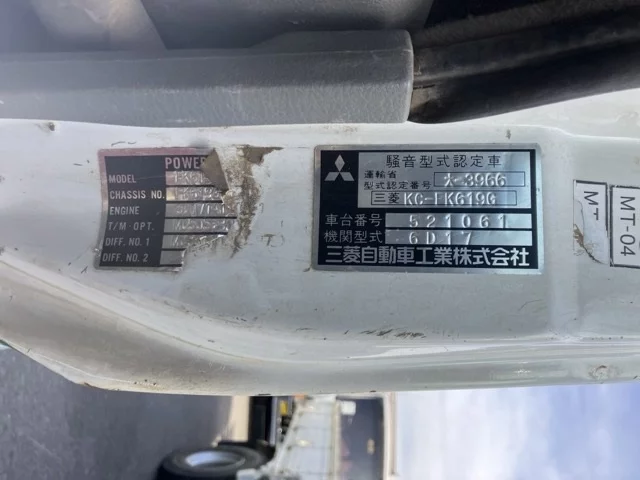 POWER
MODEL
CHASSIS NO.
ENGINE
T/M·OPT.
DIFF. NO. 1
DIFF. NO. 2
騒音型式認定車
運輸省
型式認定番号 ス-3966
三菱 KC-FK619G
車台番号 521061
機関型式 6D17
三菱自動車工業株式会社
MT
MT-04